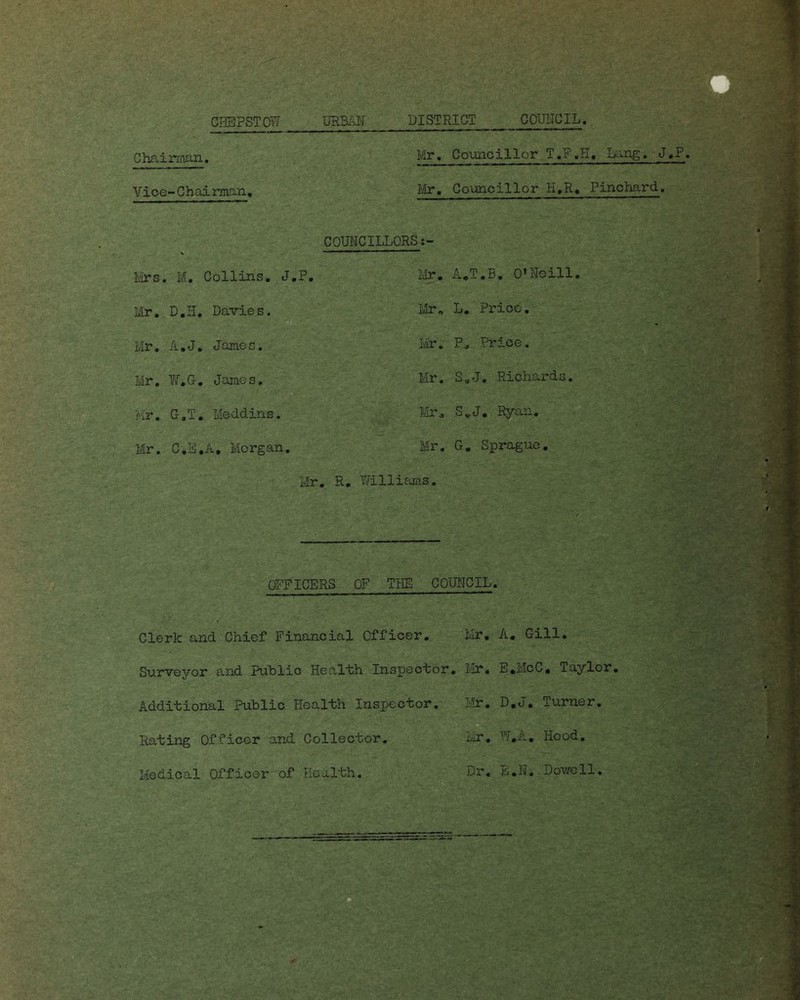 CHEPSTOW URBAN DISTRICT COUNCIL.
Chairman. Mr. Councillor T.F.H. Lang. J.P.
Vice-Chairman. Mr. Councillor H.R. Pinchard.
COUNCILLORS:-
Mrs. M. Collins. J.P. Mr. A.T.B. O'Neill.
Mr. D.H. Davies. Mr. L. Price.
Mr. A.J. James. Mr. P. Price.
Mr. W.G. James. Mr. S.J. Richards.
Mr. G.T. Meddins. Mr. S.J. Ryan.
Mr. C.E.A. Morgan. Mr. G. Sprague.
Mr. R. Williams.
OFFICERS OF THE COUNCIL.
Clerk and Chief Financial Officer. Mr. A. Gill.
Surveyor and Public Health Inspector. Mr. E.McC. Taylor.
Additional Public Health Inspector. Mr. D.J. Turner.
Rating Officer and Collector. Mr. W.A. Hood.
Medical Officer of Health. Dr. E.N. Dowell.